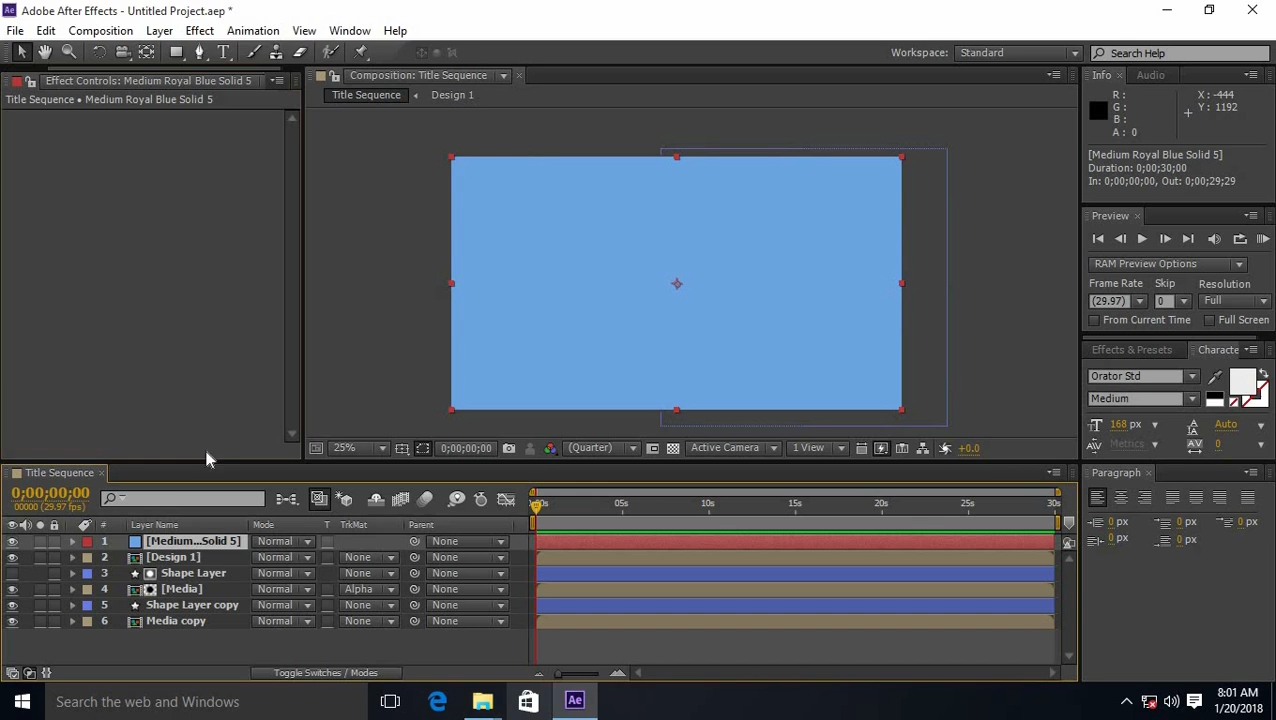 Adobe After Effects - Untitled Project.aep *
File Edit Composition Layer Effect Animation View Window Help
Workspace: Standard Search Help
Effect Controls: Medium Royal Blue Solid 5
Title Sequence • Medium Royal Blue Solid 5
Composition: Title Sequence
Title Sequence Design 1
Info Audio
R :
G :
B :
A : 0
X : -444
Y : 1192
[Medium Royal Blue Solid 5]
Duration: 0;00;30;00
In: 0;00;00;00, Out: 0;00;29;29
Preview
RAM Preview Options
Frame Rate Skip Resolution
(29.97) 0 Full
From Current Time Full Screen
Effects & Presets Characte
Orator Std
Medium
168 px Auto
Metrics 0
25% 0;00;00;00 (Quarter) Active Camera 1 View +0.0
Title Sequence
0;00;00;00
00000 (29.97 fps)
05s 10s 15s 20s 25s 30s
# Layer Name Mode T TrkMat Parent
1 [Medium...Solid 5] Normal None
2 [Design 1] Normal None None
3 Shape Layer Normal None None
4 [Media] Normal Alpha None
5 Shape Layer copy Normal None None
6 Media copy Normal None None
Toggle Switches / Modes
Paragraph
0 px 0 px 0 px
0 px 0 px
Search the web and Windows
8:01 AM
1/20/2018